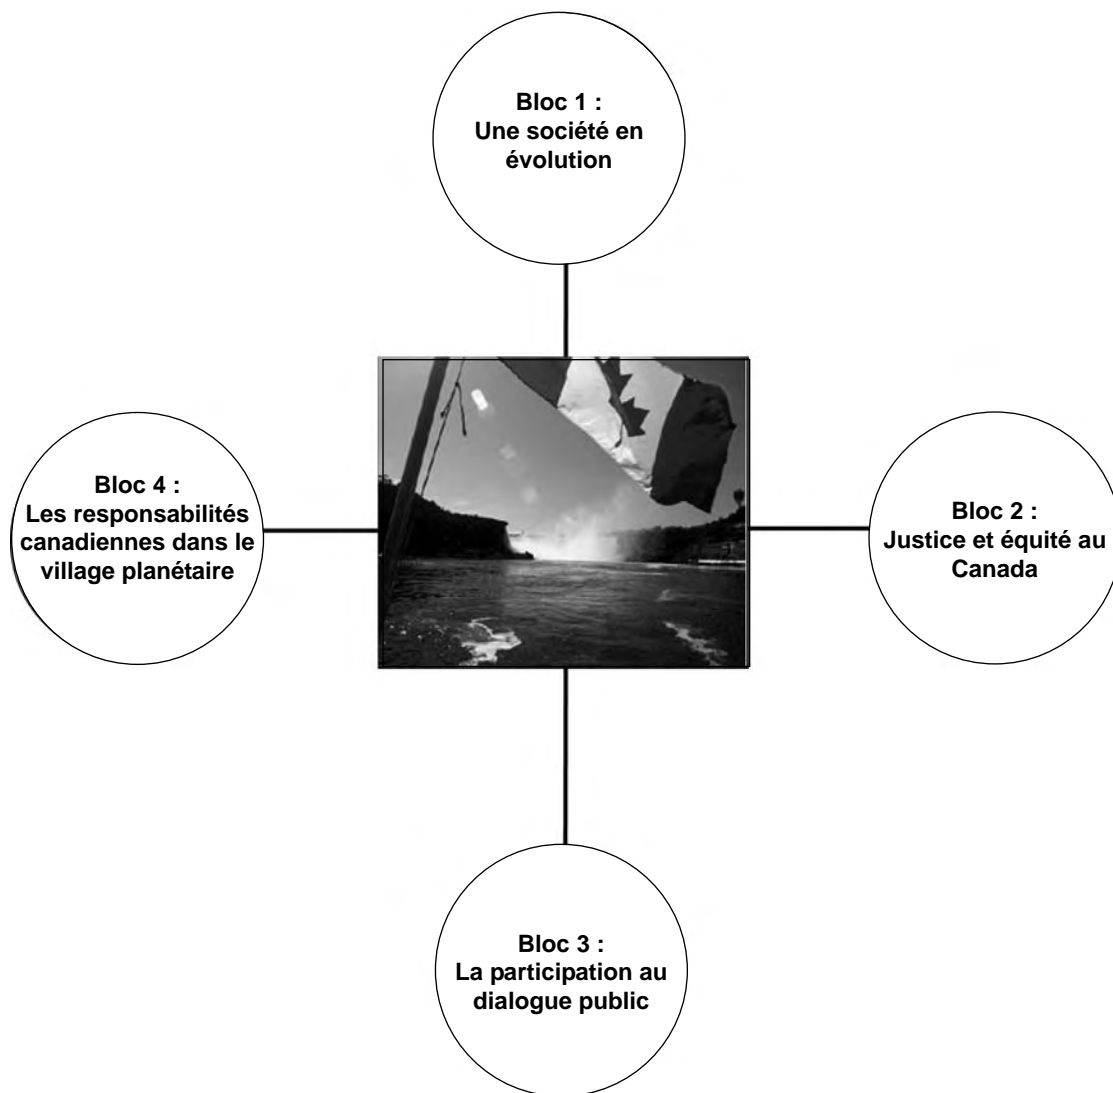 Bloc 1 :
Une société en
évolution
Bloc 2 :
Justice et équité au
Canada
Bloc 3 :
La participation au
dialogue public
Bloc 4 :
Les responsabilités
canadiennes dans le
village planétaire